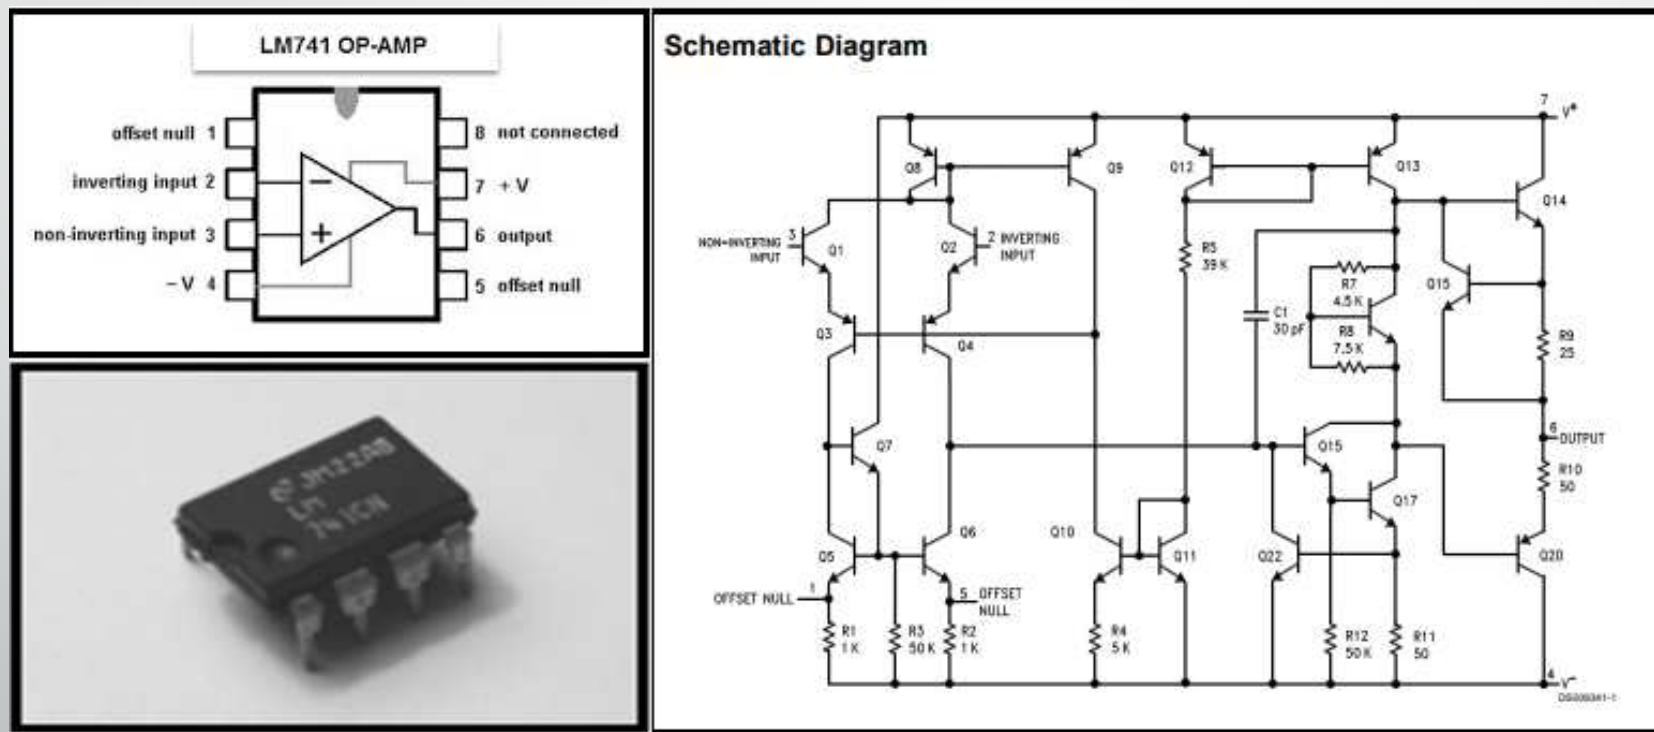 LM741 OP-AMP
offset null 1
8 not connected
inverting input 2
7 + V
non-inverting input 3
6 output
– V 4
5 offset null
−
+
JM22AB
LM
741CN
Schematic Diagram
7
V+
Q8
Q9
Q12
Q13
Q14
NON-INVERTING
INPUT
3
Q1
Q2
2 INVERTING
INPUT
R5
39 K
R7
4.5 K
Q15
Q3
Q4
C1
30 pF
R8
7.5 K
R9
25
Q7
Q15
6
OUTPUT
R10
50
Q17
Q5
Q6
Q10
Q11
Q22
Q20
OFFSET NULL
1
5 OFFSET
NULL
R1
1 K
R3
50 K
R2
1 K
R4
5 K
R12
50 K
R11
50
4
V−